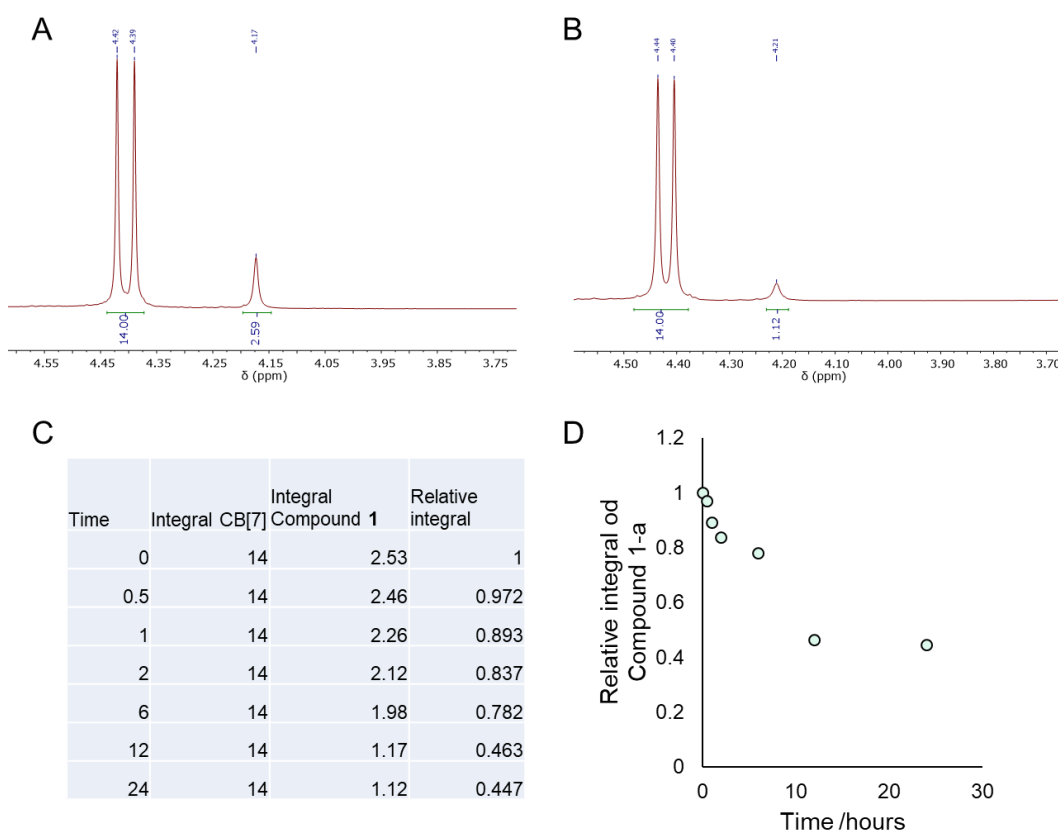 A
4.42
4.39
4.17
14.00
2.59
4.55 4.45 4.35 4.25 4.15 4.05 3.95 3.85 3.75
δ (ppm)
B
4.44
4.40
4.21
14.00
1.12
4.50 4.40 4.30 4.20 4.10 4.00 3.90 3.80 3.70
δ (ppm)
C
Time Integral CB[7] Integral Compound 1 Relative integral
0 14 2.53 1
0.5 14 2.46 0.972
1 14 2.26 0.893
2 14 2.12 0.837
6 14 1.98 0.782
12 14 1.17 0.463
24 14 1.12 0.447
D
Relative integral od
Compound 1-a
1.2
1
0.8
0.6
0.4
0.2
0
0 10 20 30
Time /hours